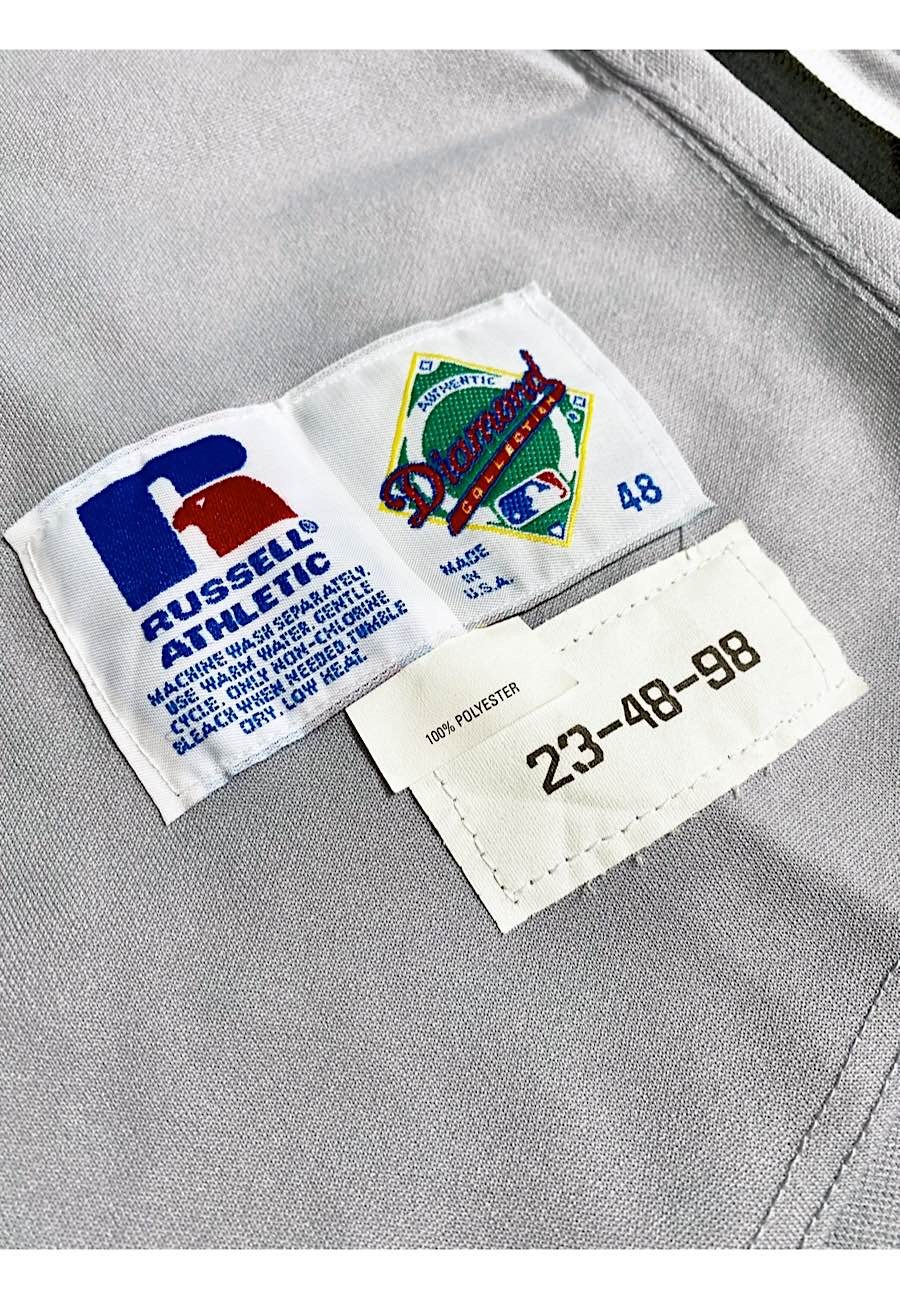 RUSSELL®
ATHLETIC
MACHINE WASH SEPARATELY.
USE WARM WATER, GENTLE
CYCLE. ONLY NON-CHLORINE
BLEACH WHEN NEEDED. TUMBLE
DRY, LOW HEAT.
AUTHENTIC
Diamond
COLLECTION
48
MADE
IN
U.S.A.
100% POLYESTER
23-48-98